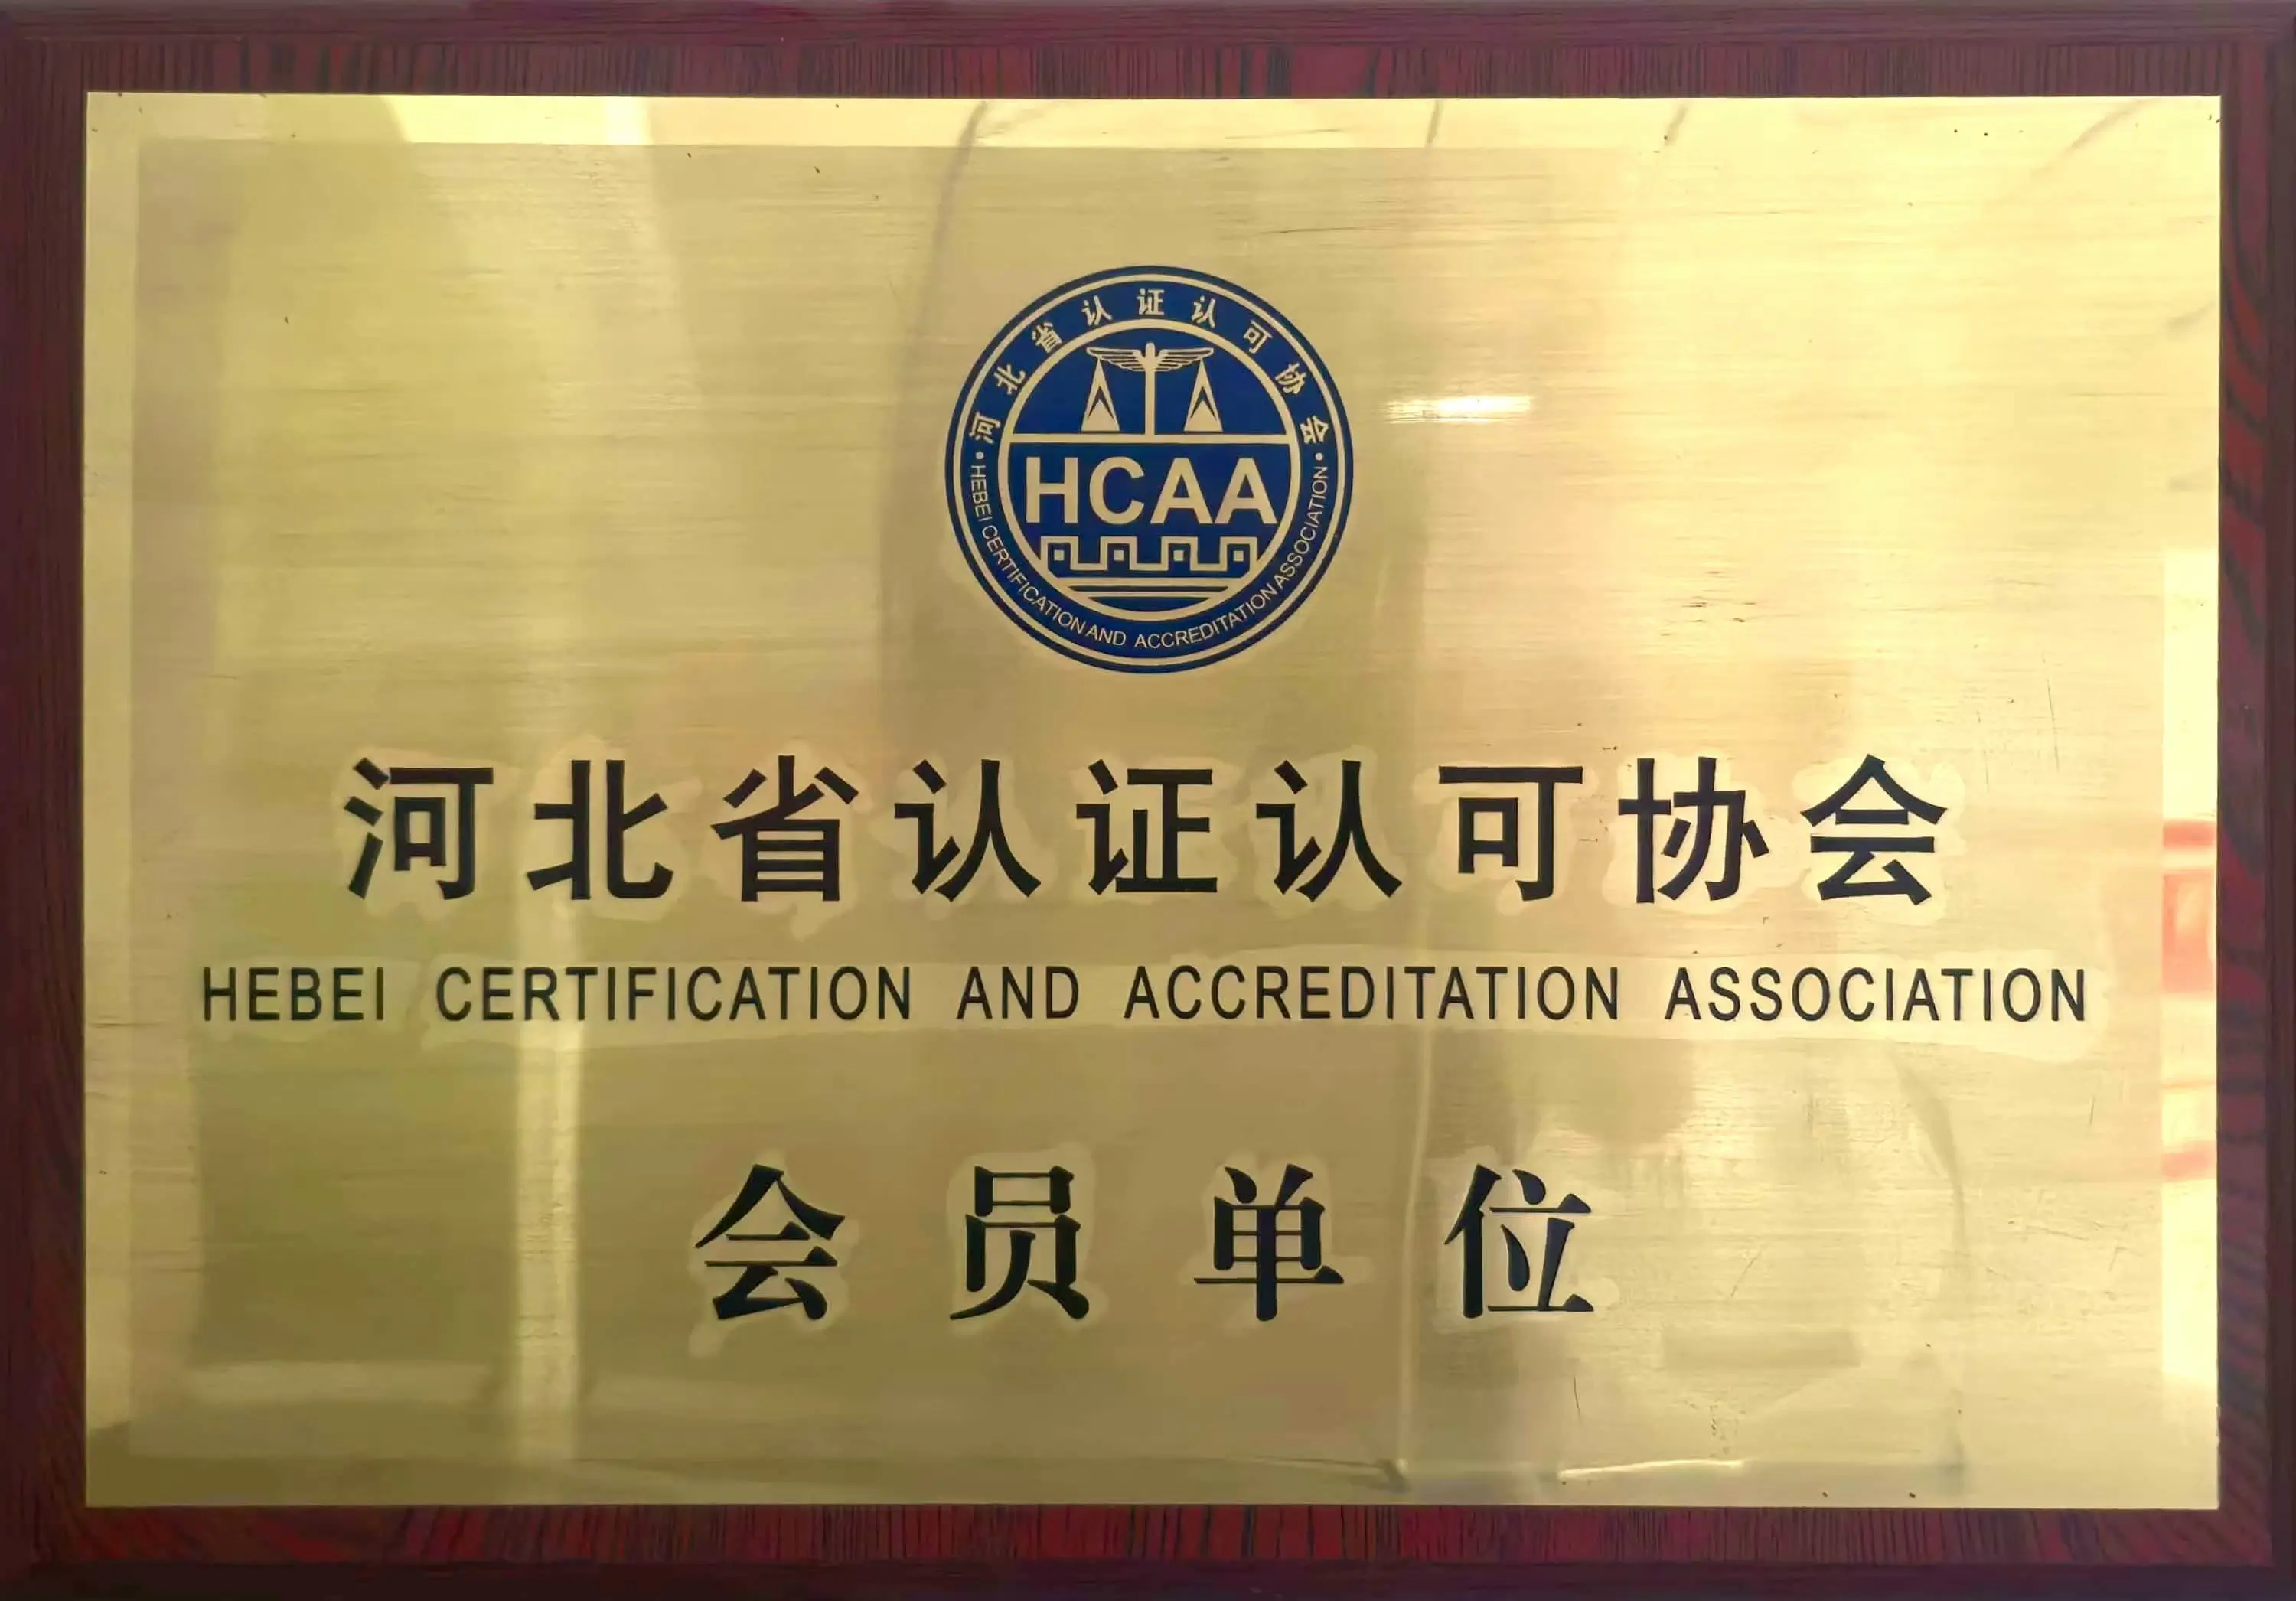 河北省认证认可协会
HCAA
HEBEI CERTIFICATION AND ACCREDITATION ASSOCIATION
河北省认证认可协会
HEBEI CERTIFICATION AND ACCREDITATION ASSOCIATION
会员单位